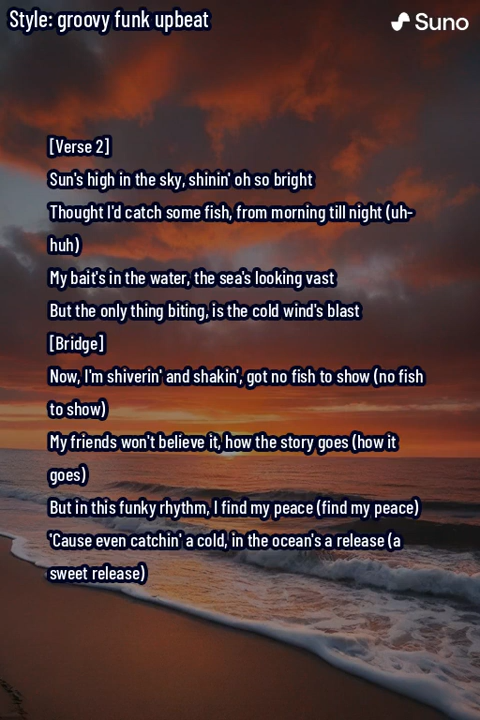 Style: groovy funk upbeat
Suno
[Verse 2]
Sun's high in the sky, shinin' oh so bright
Thought I'd catch some fish, from morning till night (uh-
huh)
My bait's in the water, the sea's looking vast
But the only thing biting, is the cold wind's blast
[Bridge]
Now, I'm shiverin' and shakin', got no fish to show (no fish
to show)
My friends won't believe it, how the story goes (how it
goes)
But in this funky rhythm, I find my peace (find my peace)
'Cause even catchin' a cold, in the ocean's a release (a
sweet release)